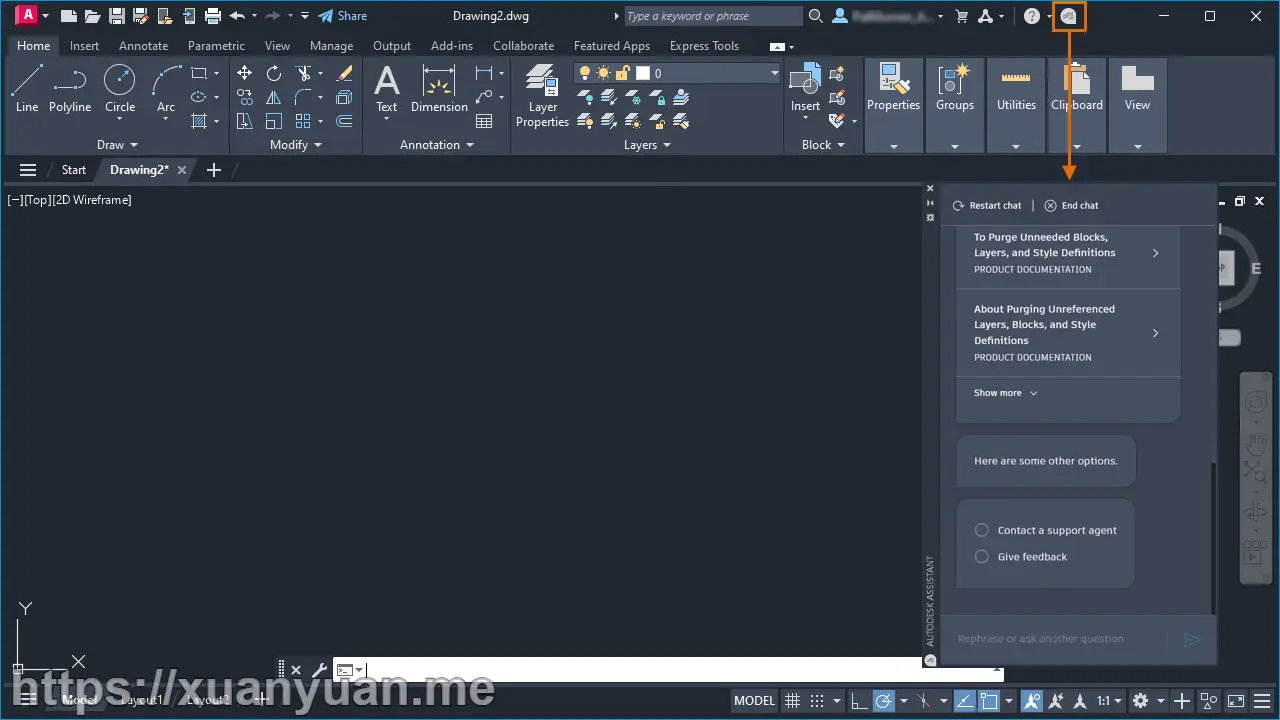 A
Share
Drawing2.dwg
Type a keyword or phrase
Home
Insert
Annotate
Parametric
View
Manage
Output
Add-ins
Collaborate
Featured Apps
Express Tools
Line
Polyline
Circle
Arc
Draw
Modify
Text
Dimension
Annotation
Layer
Properties
0
Layers
Insert
Block
Properties
Groups
Utilities
Clipboard
View
Start
Drawing2*
[−][Top][2D Wireframe]
Restart chat
End chat
To Purge Unneeded Blocks,
Layers, and Style Definitions
PRODUCT DOCUMENTATION
About Purging Unreferenced
Layers, Blocks, and Style
Definitions
PRODUCT DOCUMENTATION
Show more
Here are some other options.
Contact a support agent
Give feedback
AUTODESK ASSISTANT
Rephrase or ask another question
E
Y
X
https://xuanyuan.me
Model
Layout1
Layout2
MODEL
1:1